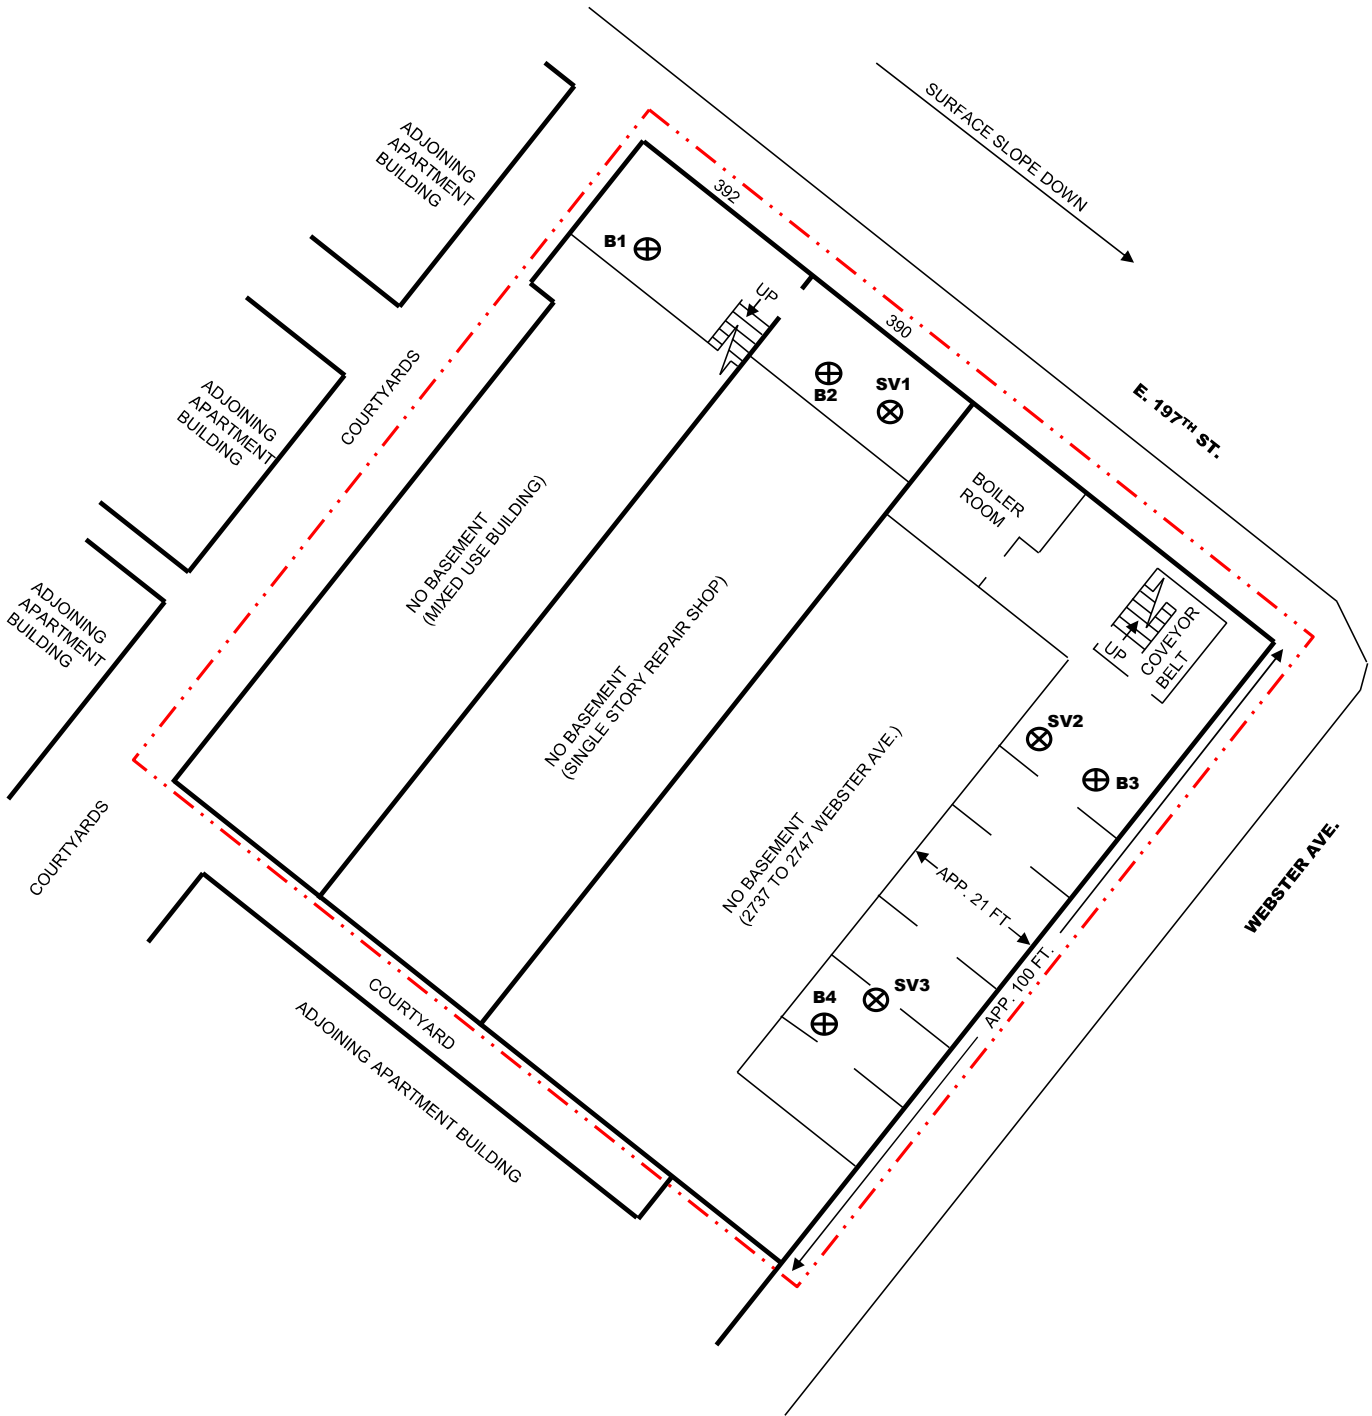 SURFACE SLOPE DOWN
ADJOINING
APARTMENT
BUILDING
392
B1
UP
390
B2
SV1
E. 197TH ST.
COURTYARDS
ADJOINING
APARTMENT
BUILDING
BOILER
ROOM
NO BASEMENT
(MIXED USE BUILDING)
ADJOINING
APARTMENT
BUILDING
UP
COVEYOR
BELT
NO BASEMENT
(SINGLE STORY REPAIR SHOP)
SV2
B3
NO BASEMENT
(2737 TO 2747 WEBSTER AVE.)
COURTYARDS
WEBSTER AVE.
APP. 21 FT
APP. 100 FT.
SV3
B4
COURTYARD
ADJOINING APARTMENT BUILDING